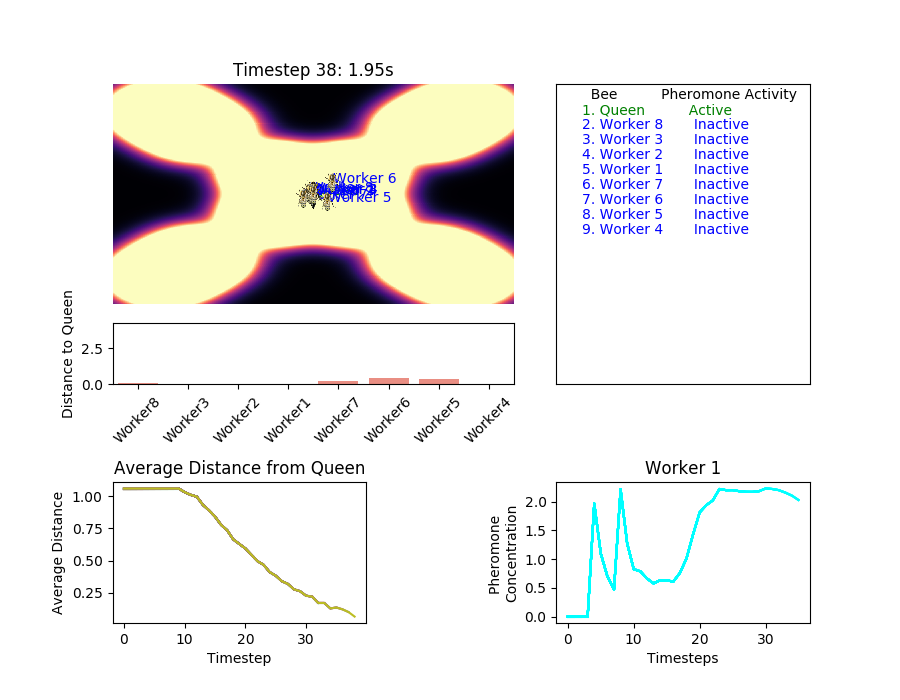 Timestep 38: 1.95s
Worker 6
Worker 5
Bee Pheromone Activity
1. Queen Active
2. Worker 8 Inactive
3. Worker 3 Inactive
4. Worker 2 Inactive
5. Worker 1 Inactive
6. Worker 7 Inactive
7. Worker 6 Inactive
8. Worker 5 Inactive
9. Worker 4 Inactive
Distance to Queen
2.5
0.0
Worker8 Worker3 Worker2 Worker1 Worker7 Worker6 Worker5 Worker4
Average Distance from Queen
Average Distance
1.00
0.75
0.50
0.25
0 10 20 30
Timestep
Worker 1
Pheromone
Concentration
2.0
1.5
1.0
0.5
0.0
0 10 20 30
Timesteps